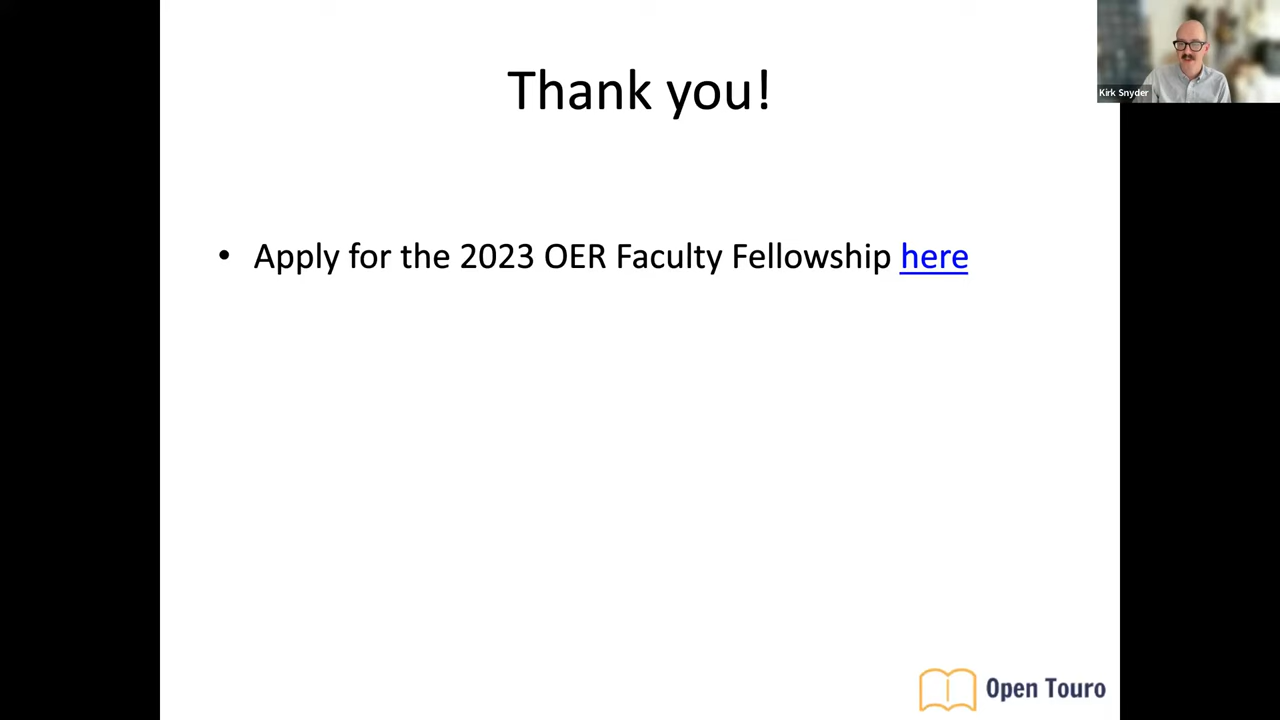 Thank you!
Kirk Snyder
• Apply for the 2023 OER Faculty Fellowship here
Open Touro